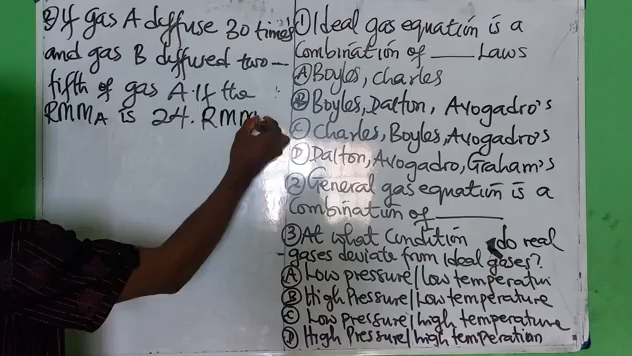 If gas A diffuse 30 times
and gas B diffused two-
fifth of gas A. If the
RMMA is 24. RMM
① Ideal gas equation is a
Combination of ____ Laws
Ⓐ Boyles, Charles
Ⓑ Boyles, Dalton, Avogadro's
Ⓒ Charles, Boyles, Avogadro's
Ⓓ Dalton, Avogadro, Graham's
② General gas equation is a
Combination of ______
③ At what Condition do real
gases deviate from Ideal gases?
Ⓐ Low pressure/low temperature
Ⓑ High Pressure/Low temperature
Ⓒ Low Pressure/high temperature
Ⓓ High Pressure/high temperation